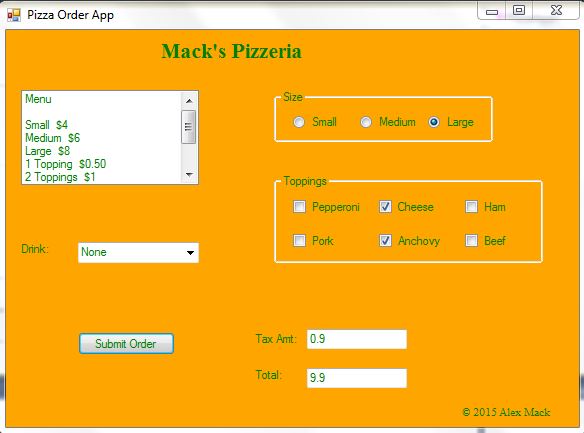 Pizza Order App
Mack's Pizzeria
Menu
Small $4
Medium $6
Large $8
1 Topping $0.50
2 Toppings $1
Size
Small Medium Large
Toppings
Pepperoni Cheese Ham
Pork Anchovy Beef
Drink: None
Submit Order
Tax Amt: 0.9
Total: 9.9
© 2015 Alex Mack